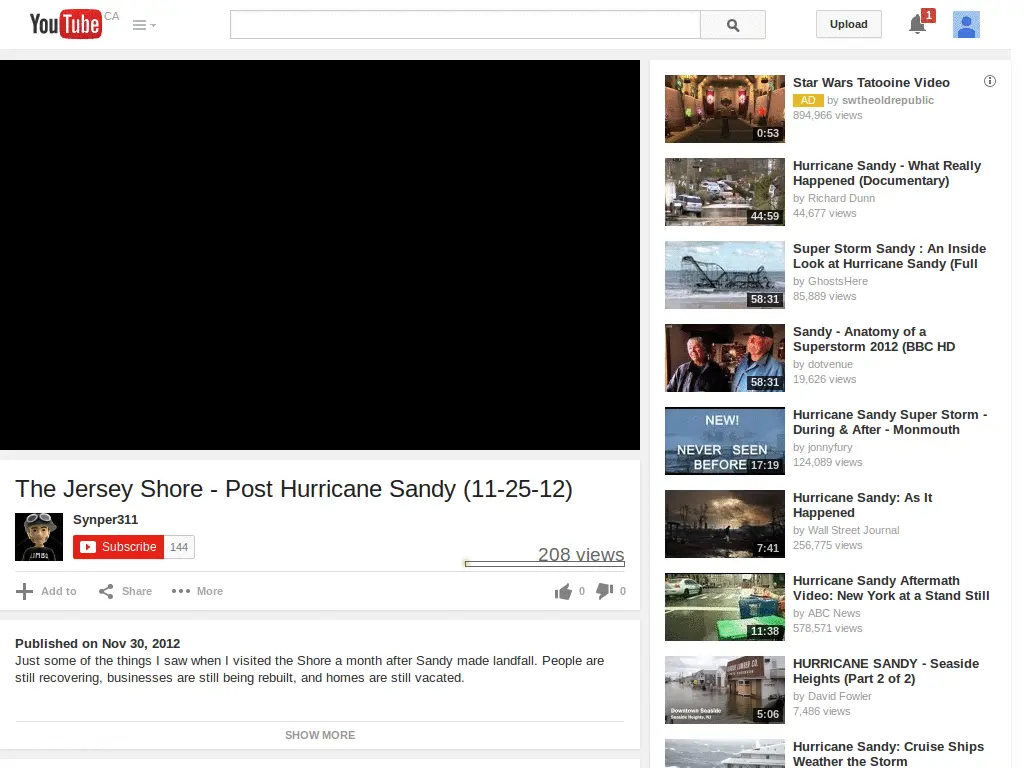 YouTube CA
Upload
1
The Jersey Shore - Post Hurricane Sandy (11-25-12)
Synper311
Subscribe 144
208 views
Add to Share More 0 0
Published on Nov 30, 2012
Just some of the things I saw when I visited the Shore a month after Sandy made landfall. People are
still recovering, businesses are still being rebuilt, and homes are still vacated.
SHOW MORE
0:53
Star Wars Tatooine Video
AD by swtheoldrepublic
894,966 views
44:59
Hurricane Sandy - What Really
Happened (Documentary)
by Richard Dunn
44,677 views
58:31
Super Storm Sandy : An Inside
Look at Hurricane Sandy (Full
by GhostsHere
85,889 views
58:31
Sandy - Anatomy of a
Superstorm 2012 (BBC HD
by dotvenue
19,626 views
NEW!
NEVER SEEN
BEFORE 17:19
Hurricane Sandy Super Storm -
During & After - Monmouth
by jonnyfury
124,089 views
7:41
Hurricane Sandy: As It
Happened
by Wall Street Journal
256,775 views
11:38
Hurricane Sandy Aftermath
Video: New York at a Stand Still
by ABC News
578,571 views
Downtown Seaside
Seaside Heights, NJ
5:06
HURRICANE SANDY - Seaside
Heights (Part 2 of 2)
by David Fowler
7,486 views
Hurricane Sandy: Cruise Ships
Weather the Storm